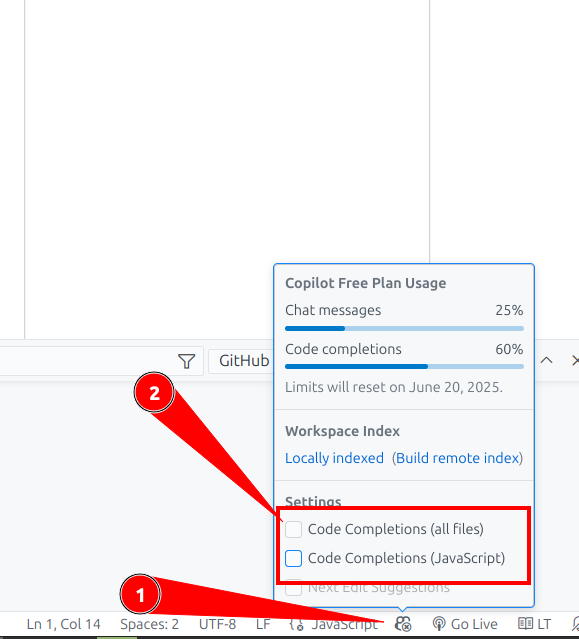 Copilot Free Plan Usage
Chat messages 25%
GitHub
Code completions 60%
Limits will reset on June 20, 2025.
2
Workspace Index
Locally indexed (Build remote index)
Settings
Code Completions (all files)
Code Completions (JavaScript)
Next Edit Suggestions
1
Ln 1, Col 14 Spaces: 2 UTF-8 LF JavaScript Go Live LT